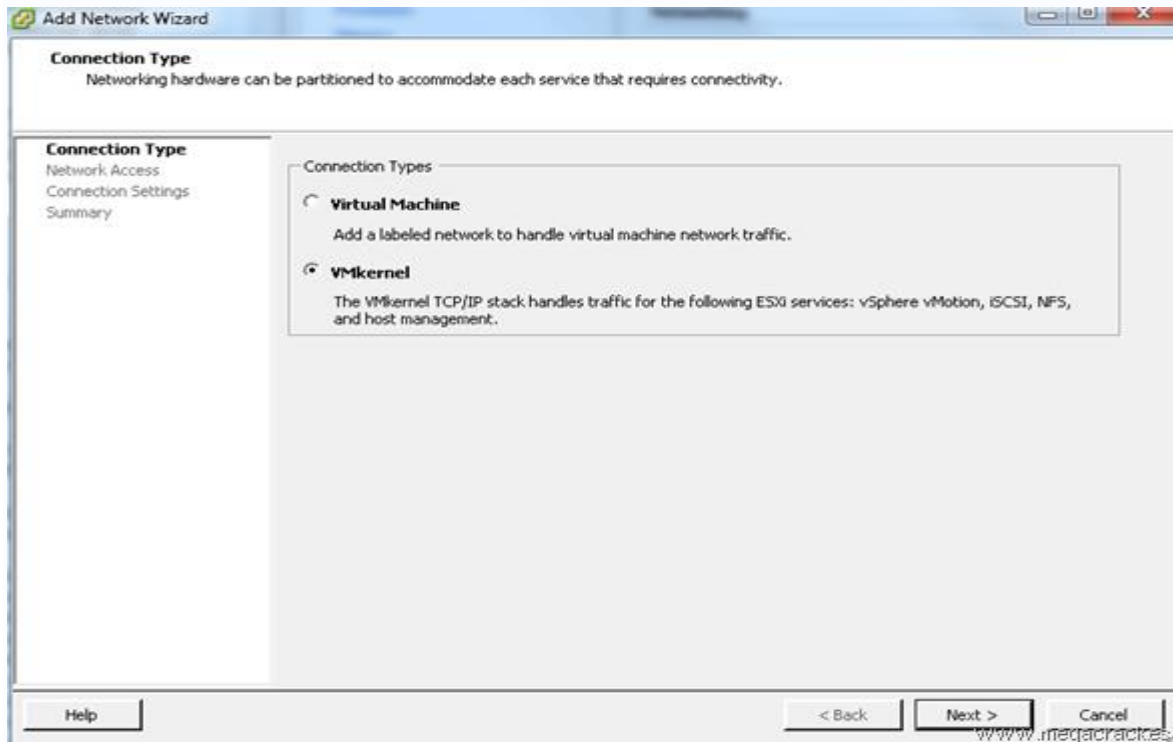 Add Network Wizard
Connection Type
Networking hardware can be partitioned to accommodate each service that requires connectivity.
Connection Type
Network Access
Connection Settings
Summary
Connection Types
Virtual Machine
Add a labeled network to handle virtual machine network traffic.
VMkernel
The VMkernel TCP/IP stack handles traffic for the following ESXi services: vSphere vMotion, iSCSI, NFS,
and host management.
Help
< Back
Next >
Cancel
www.megacrack.es